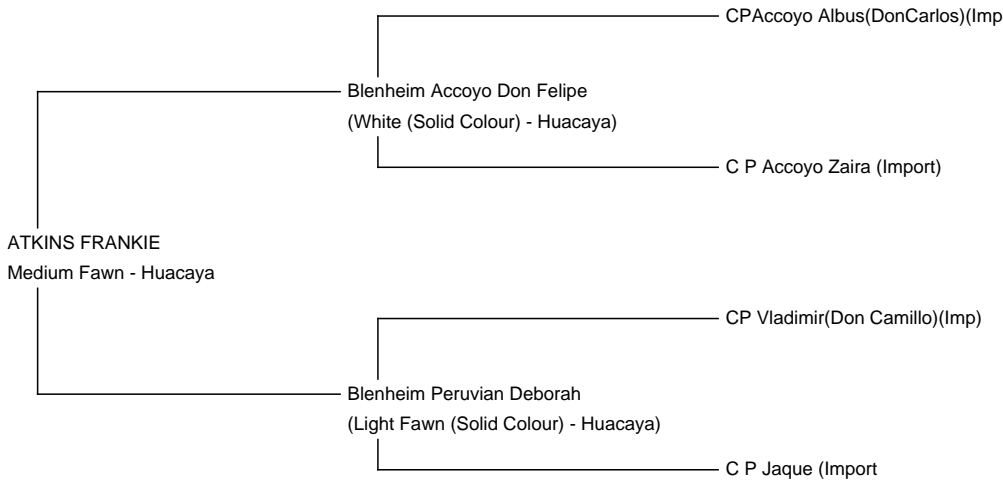 CPAccoyo Albus(DonCarlos)(Imp
Blenheim Accoyo Don Felipe
(White (Solid Colour) - Huacaya)
C P Accoyo Zaira (Import)
ATKINS FRANKIE
Medium Fawn - Huacaya
CP Vladimir(Don Camillo)(Imp)
Blenheim Peruvian Deborah
(Light Fawn (Solid Colour) - Huacaya)
C P Jaque (Import